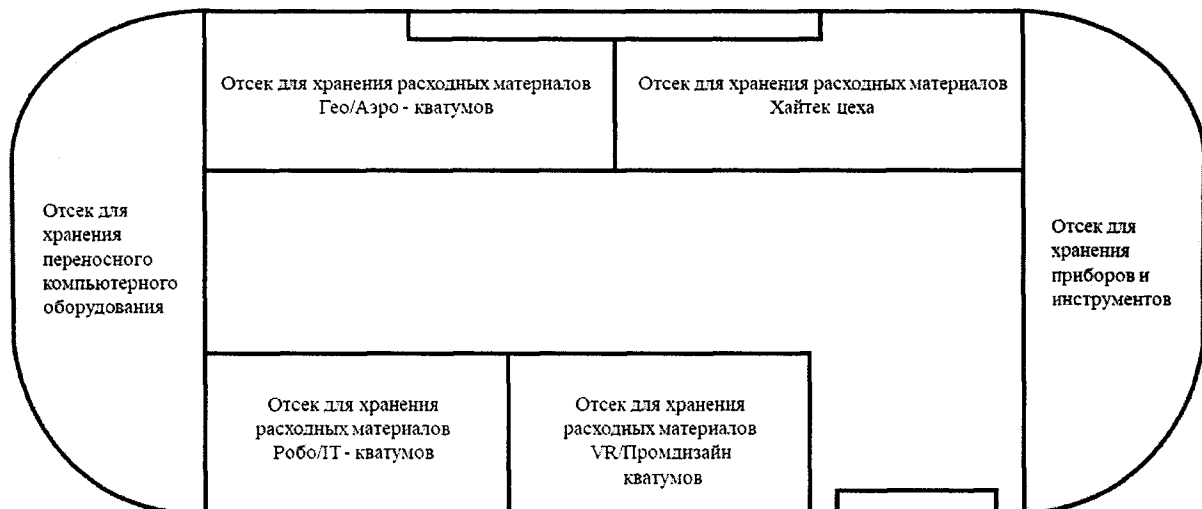 Отсек для хранения расходных материалов
Гео/Аэро - кватумов
Отсек для хранения расходных материалов
Хайтек цеха
Отсек для
хранения
переносного
компьютерного
оборудования
Отсек для
хранения
приборов и
инструментов
Отсек для хранения
расходных материалов
Робо/IT - кватумов
Отсек для хранения
расходных материалов
VR/Промдизайн
кватумов